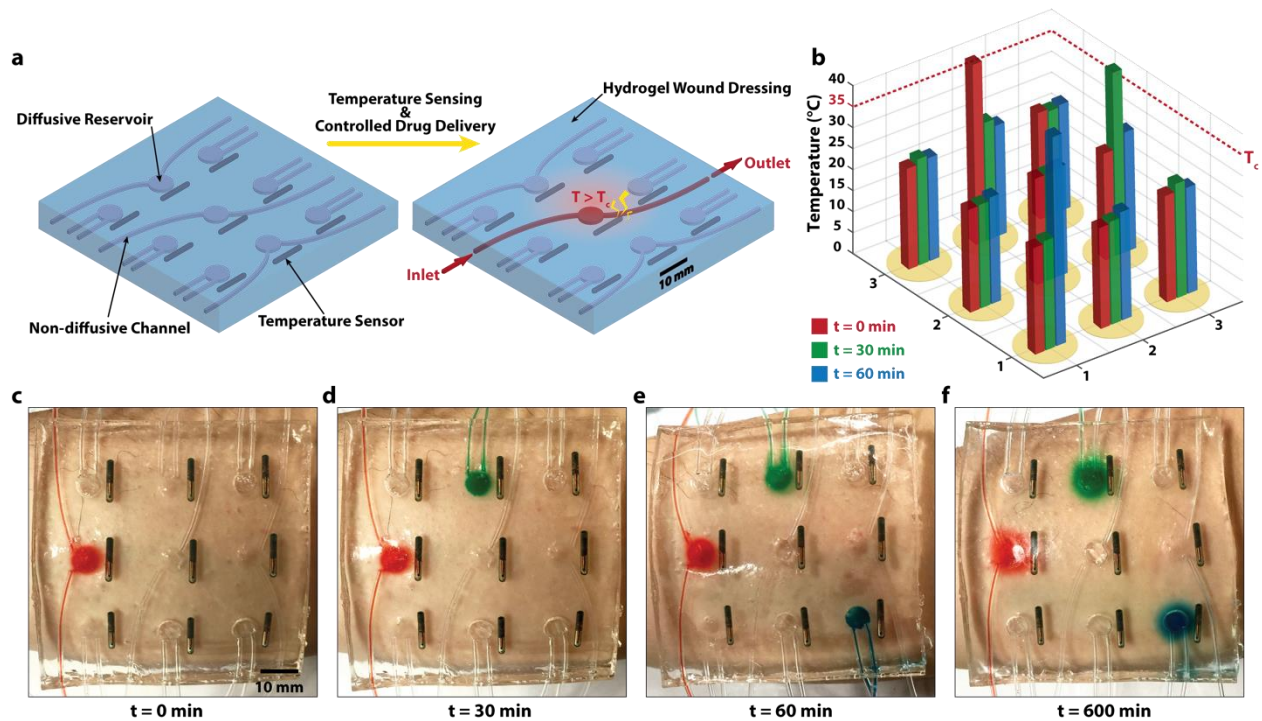 a
Diffusive Reservoir
Non-diffusive Channel
Temperature Sensor
Temperature Sensing
&
Controlled Drug Delivery
Hydrogel Wound Dressing
Outlet
T > Tc
Inlet
10 mm
b
Temperature (°C)
40
35
30
25
20
15
10
5
0
Tc
3
2
1
1
2
3
t = 0 min
t = 30 min
t = 60 min
c
10 mm
t = 0 min
d
t = 30 min
e
t = 60 min
f
t = 600 min